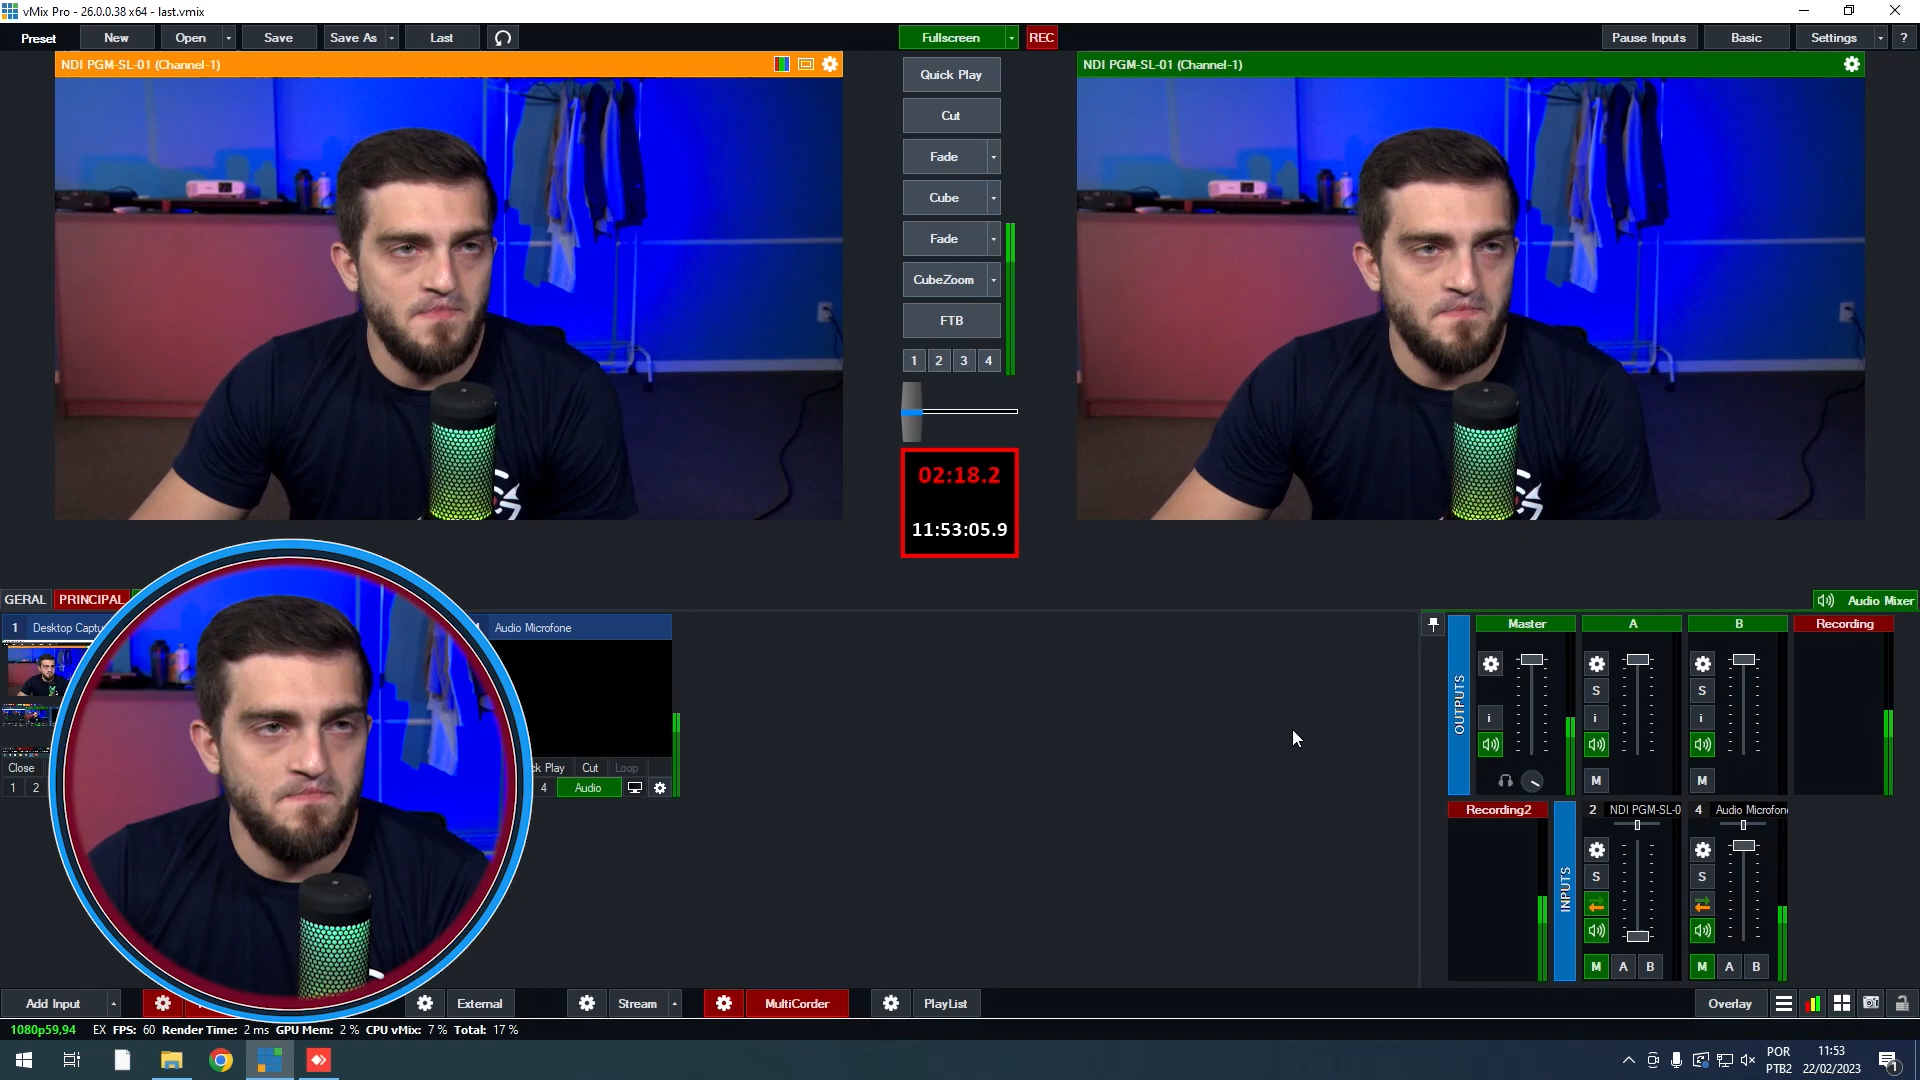 vMix Pro - 26.0.0.38 x64 - last.vmix
Preset New Open Save Save As Last Fullscreen REC Pause Inputs Basic Settings ?
NDI PGM-SL-01 (Channel-1)
NDI PGM-SL-01 (Channel-1)
Quick Play
Cut
Fade
Cube
Fade
CubeZoom
FTB
1 2 3 4
02:18.2
11:53:05.9
GERAL PRINCIPAL
Audio Mixer
1 Desktop Captu
Audio Microfone
Close
1 2
ck Play Cut Loop
4 Audio
OUTPUTS
Master A B Recording
S S
i i i
M M
Recording2
INPUTS
2 NDI PGM-SL-0
4 Audio Microfon
S S
M A B M A B
Add Input External Stream MultiCorder PlayList Overlay
1080p59,94 EX FPS: 60 Render Time: 2 ms GPU Mem: 2 % CPU vMix: 7 % Total: 17 %
POR
PTB2
11:53
22/02/2023
1